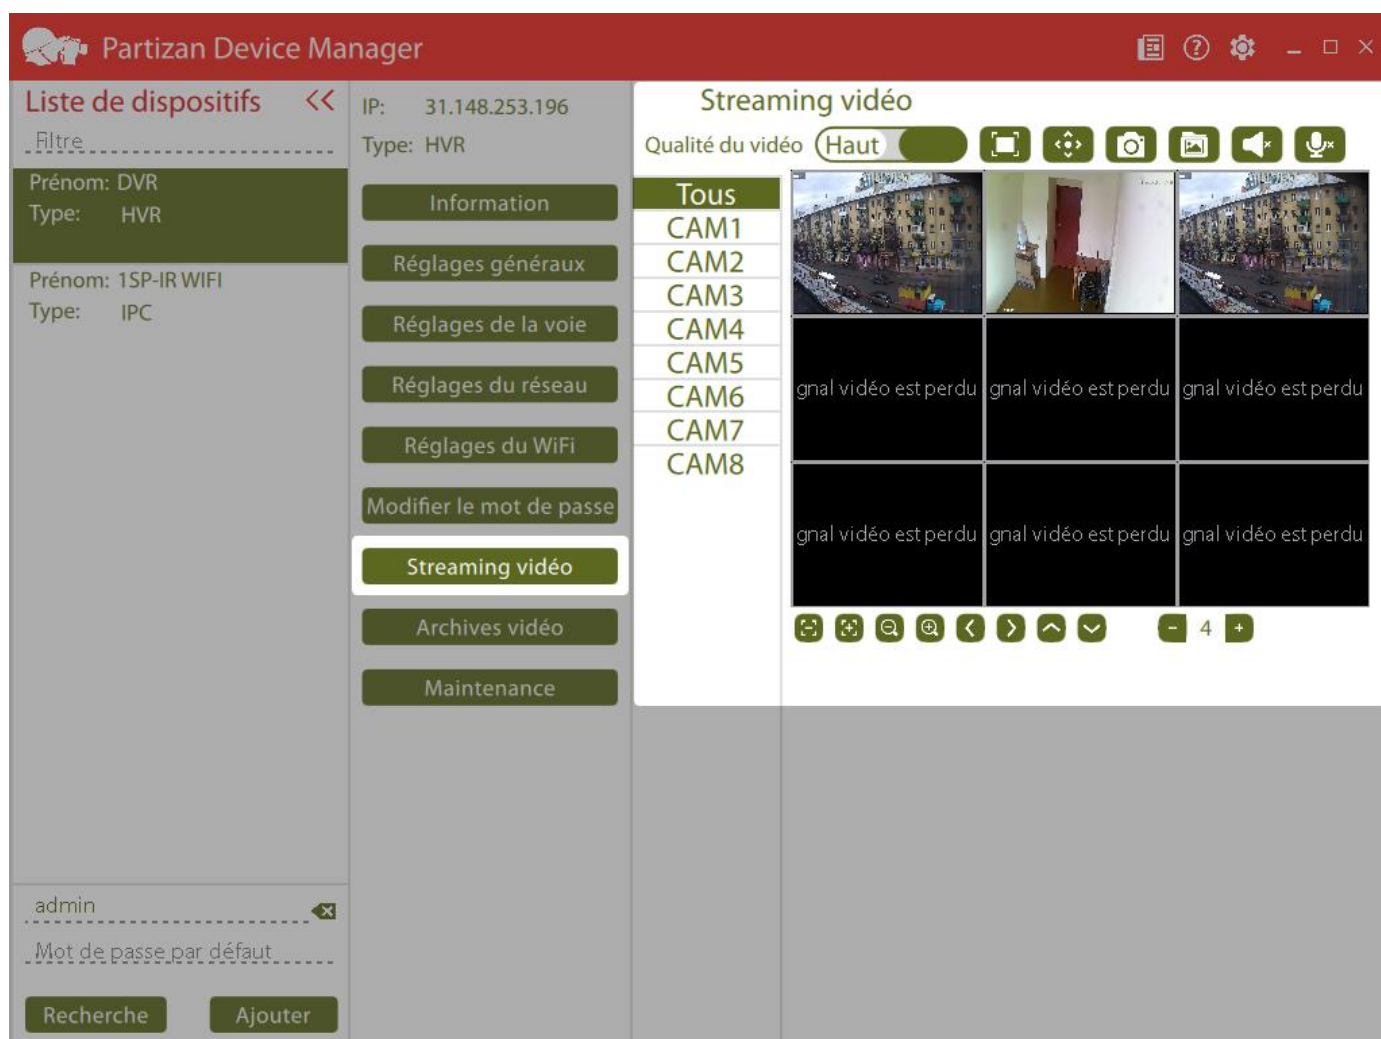 Partizan Device Manager
Liste de dispositifs <<
Filtre
Prénom: DVR
Type: HVR
Prénom: 1SP-IR WIFI
Type: IPC
admin
Mot de passe par défaut
Recherche Ajouter
IP: 31.148.253.196
Type: HVR
Information
Réglages généraux
Réglages de la voie
Réglages du réseau
Réglages du WiFi
Modifier le mot de passe
Streaming vidéo
Archives vidéo
Maintenance
Streaming vidéo
Qualité du vidéo Haut
Tous
CAM1
CAM2
CAM3
CAM4
CAM5
CAM6
CAM7
CAM8
gnal vidéo est perdu gnal vidéo est perdu gnal vidéo est perdu
gnal vidéo est perdu gnal vidéo est perdu gnal vidéo est perdu
- 4 +